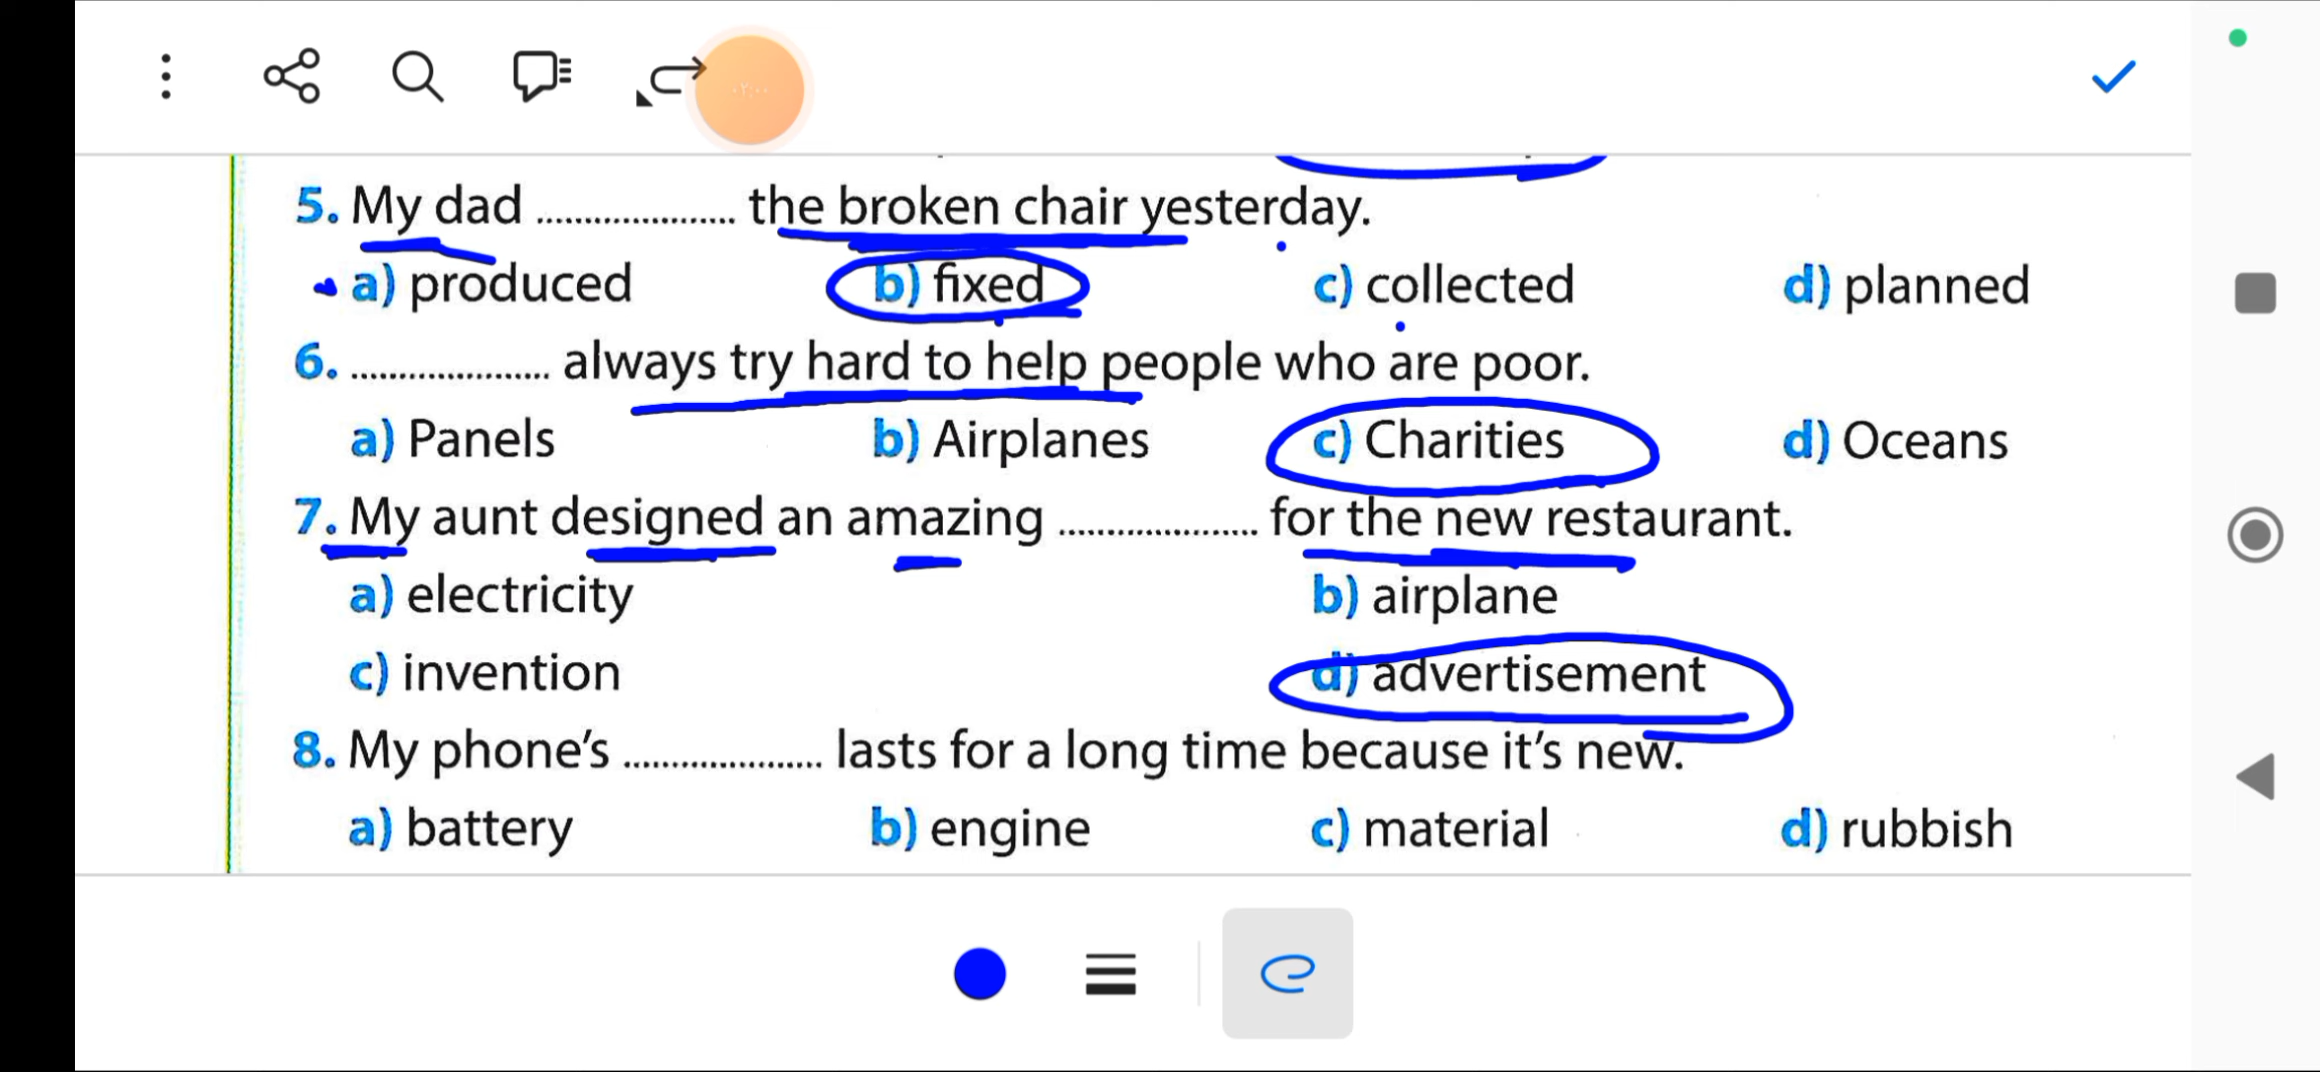 ٠٢:٠٠
5. My dad ..................... the broken chair yesterday.
a) produced b) fixed c) collected d) planned
6. ..................... always try hard to help people who are poor.
a) Panels b) Airplanes c) Charities d) Oceans
7. My aunt designed an amazing ..................... for the new restaurant.
a) electricity b) airplane
c) invention d) advertisement
8. My phone’s ..................... lasts for a long time because it’s new.
a) battery b) engine c) material d) rubbish